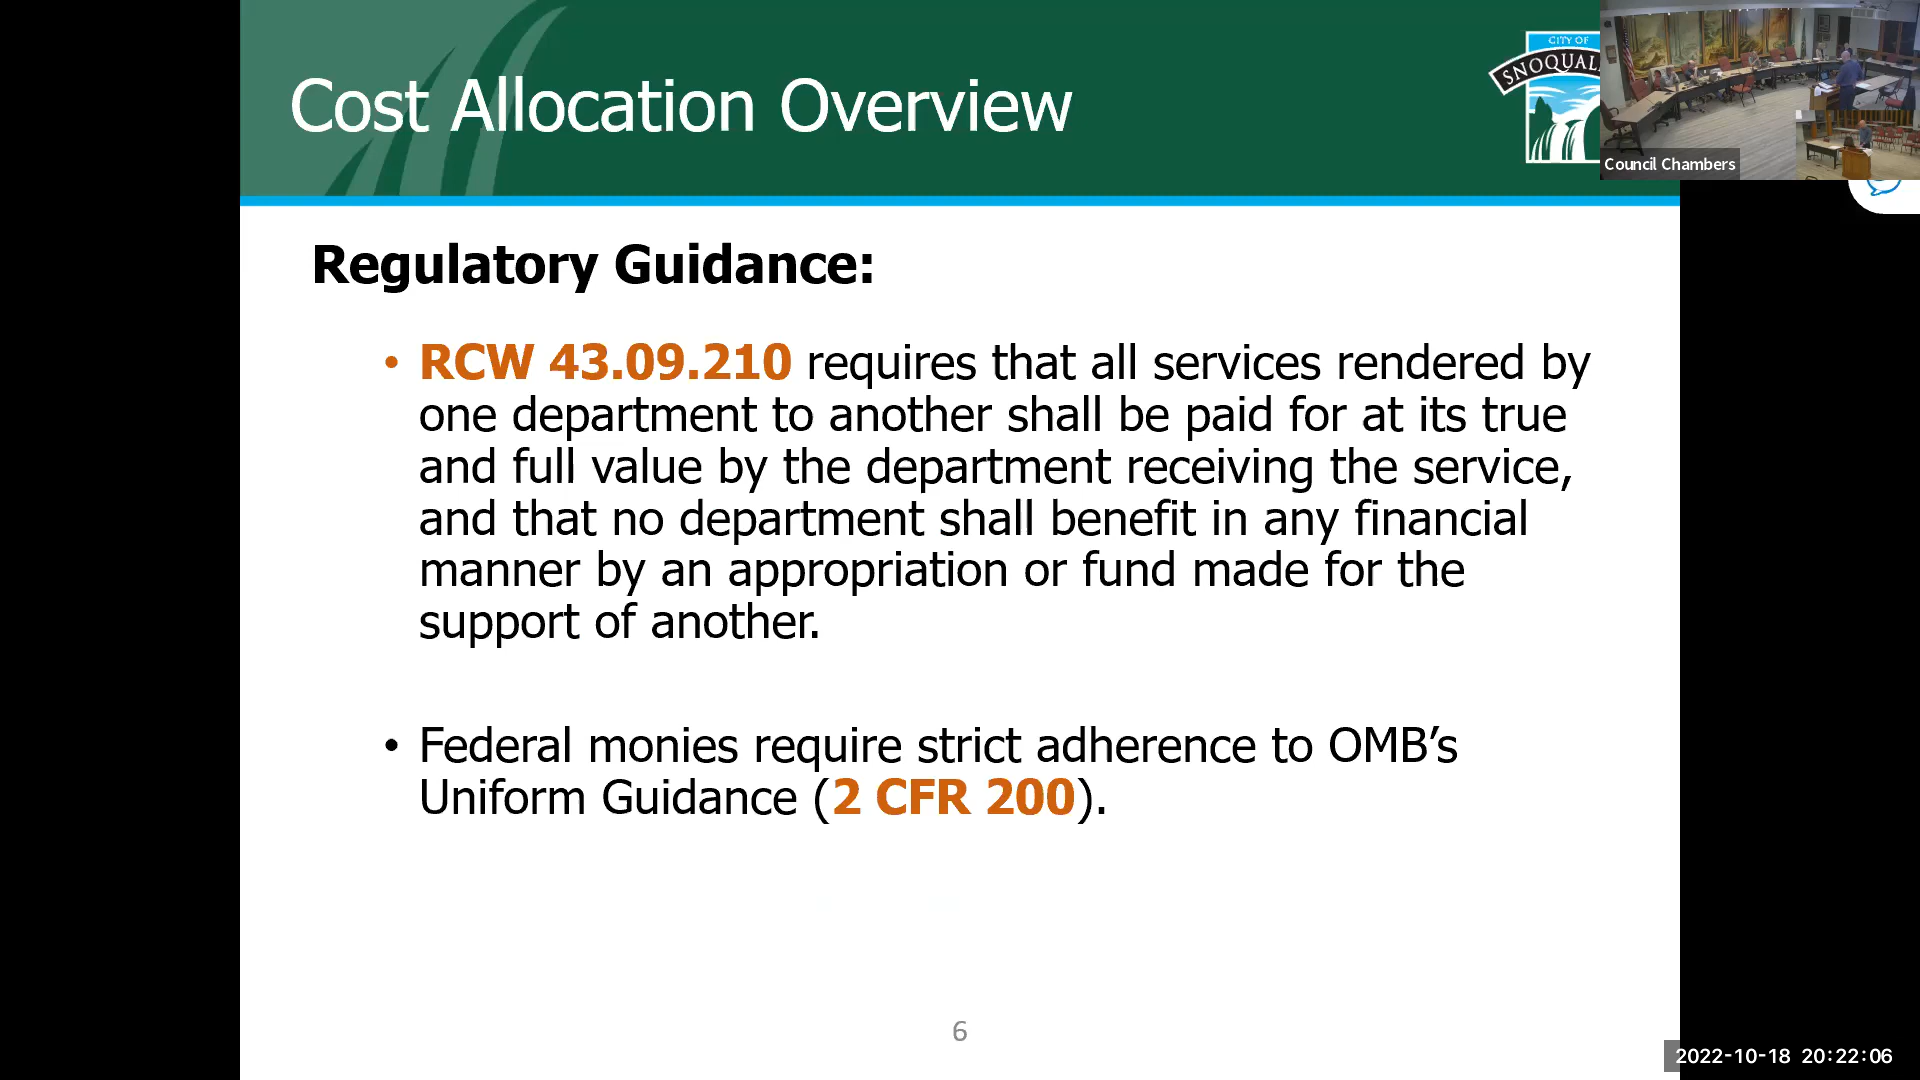 Cost Allocation Overview
CITY OF
Council Chambers
Regulatory Guidance:
• RCW 43.09.210 requires that all services rendered by
one department to another shall be paid for at its true
and full value by the department receiving the service,
and that no department shall benefit in any financial
manner by an appropriation or fund made for the
support of another.
• Federal monies require strict adherence to OMB’s
Uniform Guidance (2 CFR 200).
6
2022-10-18 20:22:06